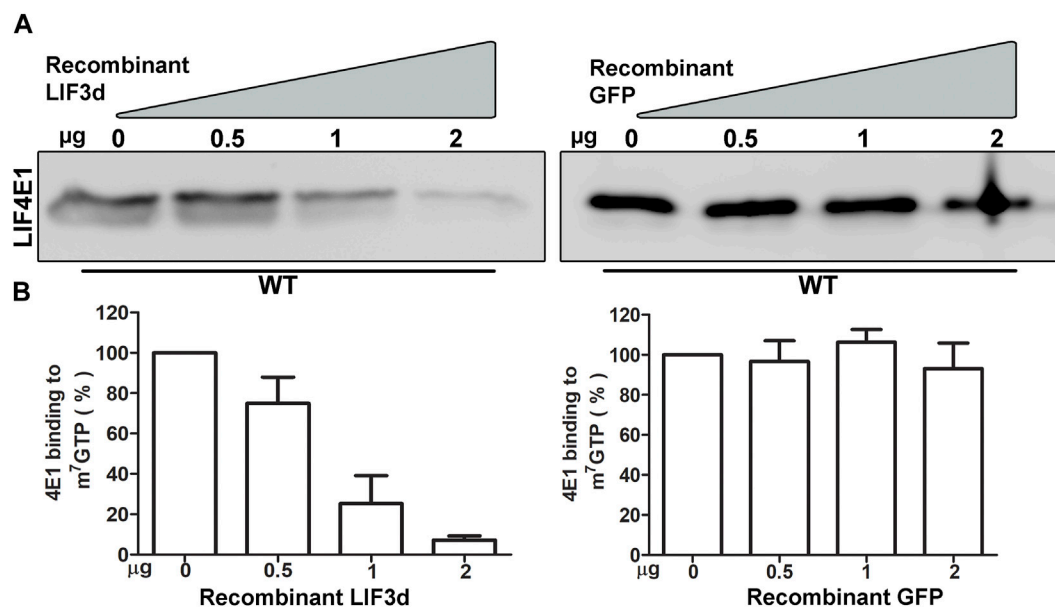 A
Recombinant
LIF3d
µg 0 0.5 1 2
LIF4E1
WT
Recombinant
GFP
µg 0 0.5 1 2
WT
B
120
100
80
60
40
20
0
4E1 binding to
m⁷GTP ( % )
µg 0 0.5 1 2
Recombinant LIF3d
120
100
80
60
40
20
0
4E1 binding to
m⁷GTP ( % )
µg 0 0.5 1 2
Recombinant GFP